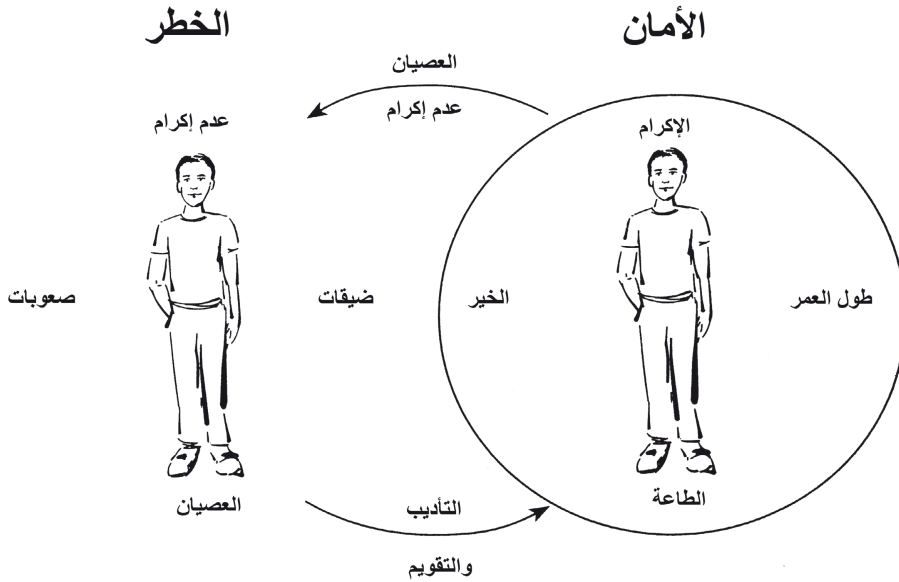 الأمان
الخطر
العصيان
عدم إكرام
الإكرام
عدم إكرام
طول العمر
الخير
ضيقات
صعوبات
الطاعة
العصيان
التأديب
والتقويم